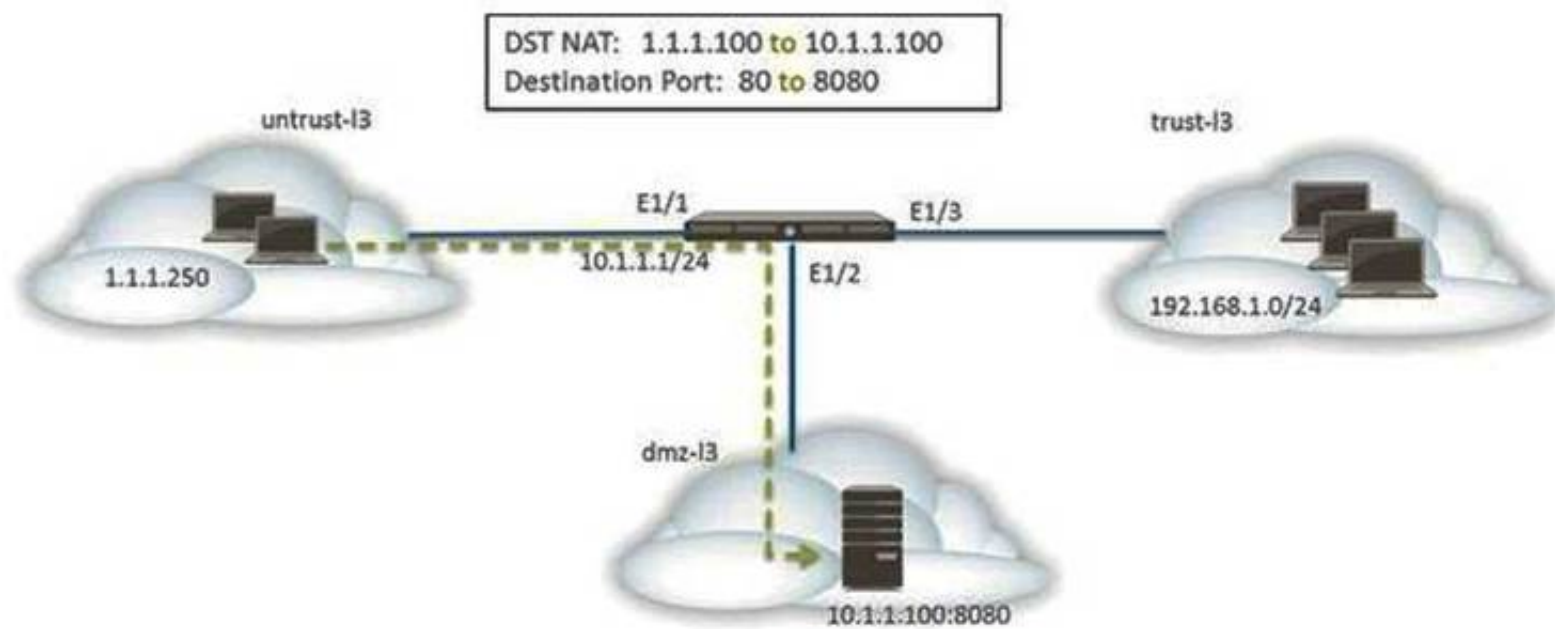 DST NAT: 1.1.1.100 to 10.1.1.100
Destination Port: 80 to 8080
untrust-l3
trust-l3
E1/1
E1/3
10.1.1.1/24
E1/2
1.1.1.250
192.168.1.0/24
dmz-l3
10.1.1.100:8080